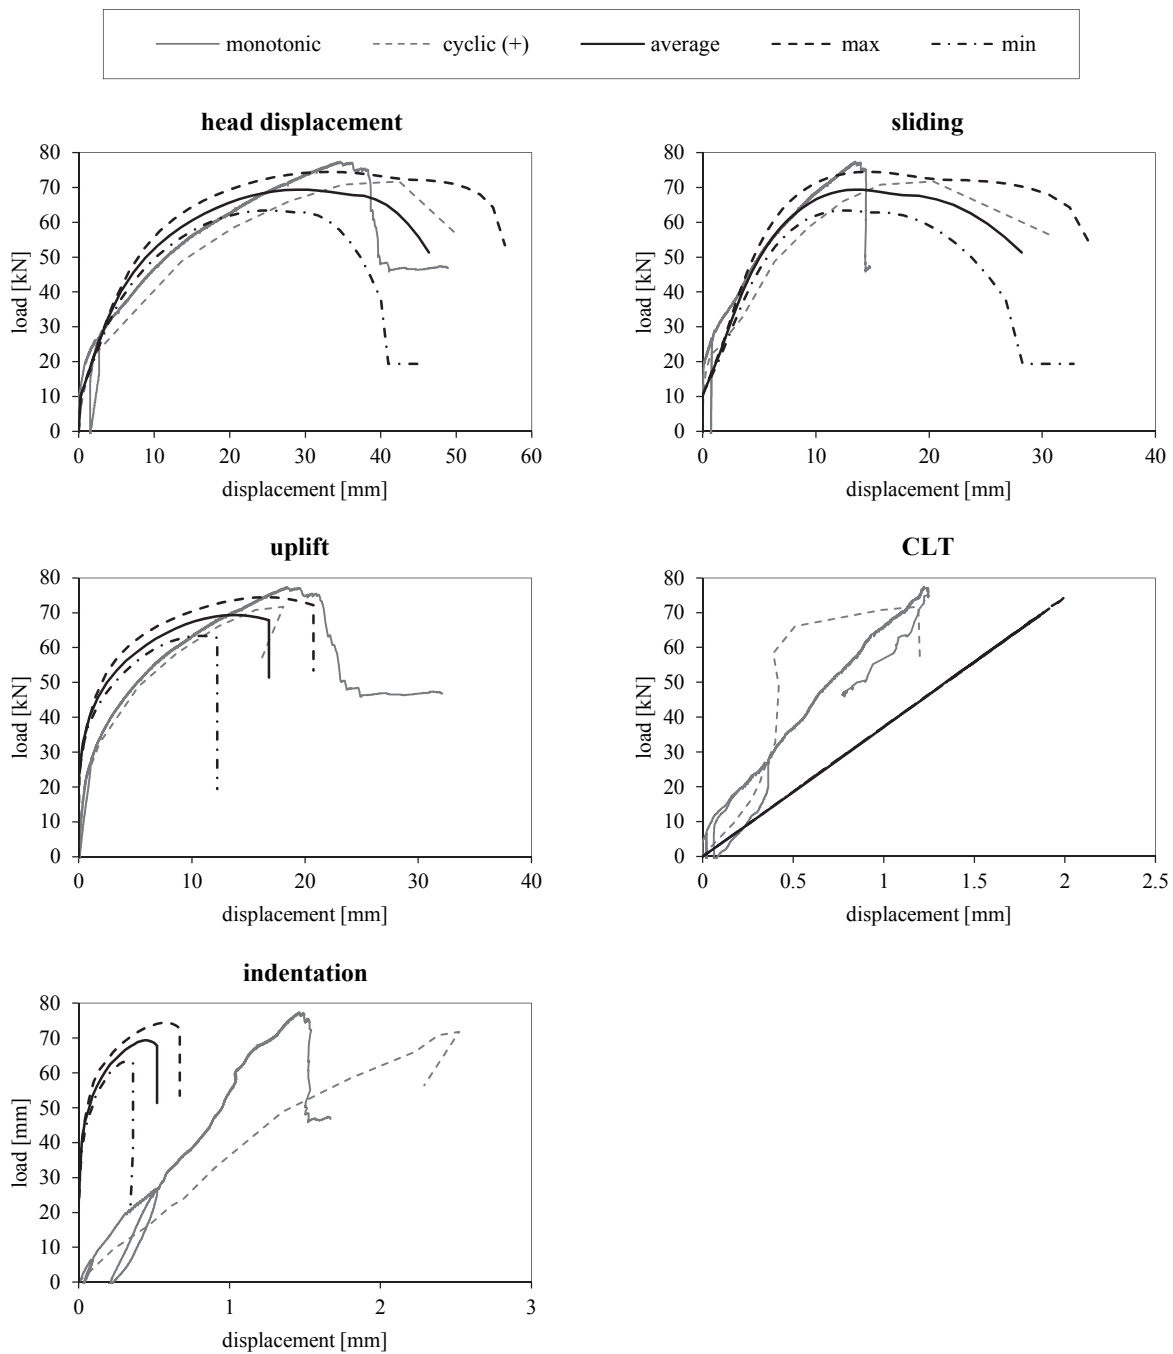 monotonic cyclic (+) average max min
head displacement
80
70
60
50
40
30
20
10
0
load [kN]
0 10 20 30 40 50 60
displacement [mm]
sliding
80
70
60
50
40
30
20
10
0
load [kN]
0 10 20 30 40
displacement [mm]
uplift
80
70
60
50
40
30
20
10
0
load [kN]
0 10 20 30 40
displacement [mm]
CLT
80
70
60
50
40
30
20
10
0
load [kN]
0 0.5 1 1.5 2 2.5
displacement [mm]
indentation
80
70
60
50
40
30
20
10
0
load [mm]
0 1 2 3
displacement [mm]